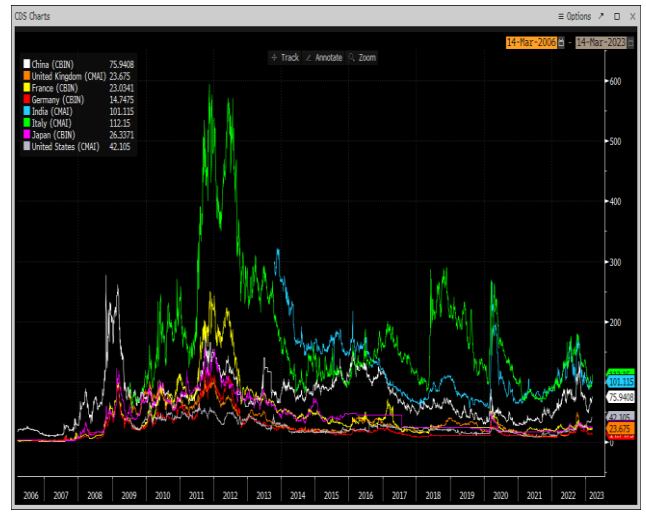 CDS Charts
Options
14-Mar-2006 - 14-Mar-2023
Track Annotate Zoom
China (CBIN) 75.9408
United Kingdom (CMAI) 23.675
France (CBIN) 23.0341
Germany (CBIN) 14.7475
India (CMAI) 101.115
Italy (CMAI) 112.15
Japan (CBIN) 26.3371
United States (CMAI) 42.105
600
500
400
300
200
101.115
75.9408
42.105
23.675
0
2006 2007 2008 2009 2010 2011 2012 2013 2014 2015 2016 2017 2018 2019 2020 2021 2022 2023